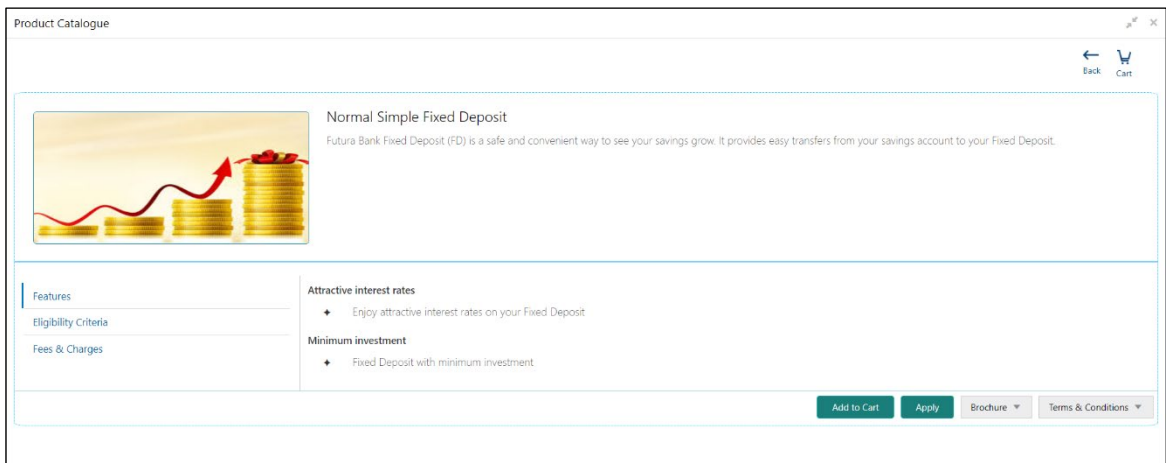 Product Catalogue
Back
Cart
Normal Simple Fixed Deposit
Futura Bank Fixed Deposit (FD) is a safe and convenient way to see your savings grow. It provides easy transfers from your savings account to your Fixed Deposit.
Features
Eligibility Criteria
Fees & Charges
Attractive interest rates
Enjoy attractive interest rates on your Fixed Deposit
Minimum investment
Fixed Deposit with minimum investment
Add to Cart
Apply
Brochure
Terms & Conditions